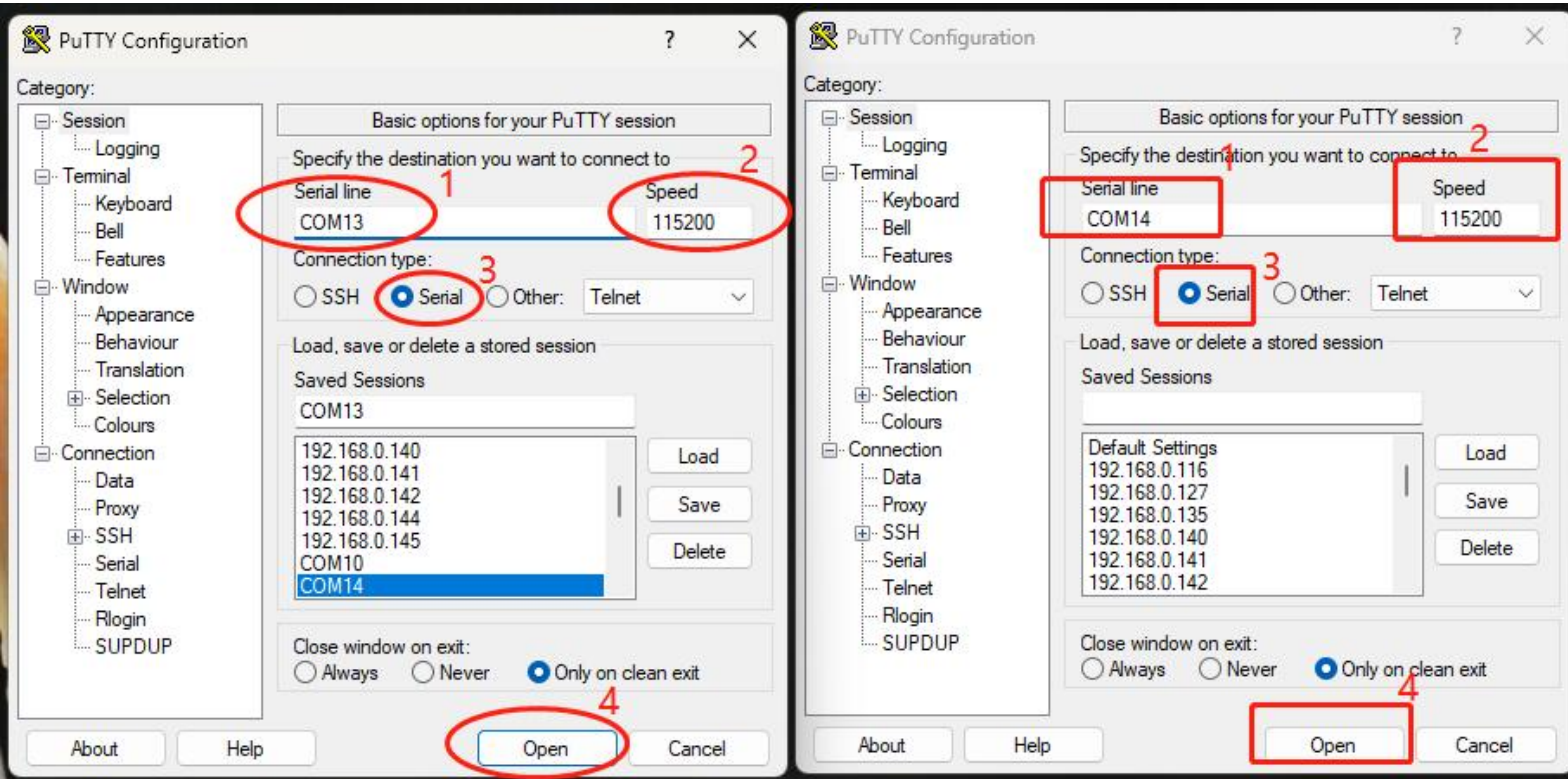 PuTTY Configuration
?
Category:
Session
Logging
Terminal
Keyboard
Bell
Features
Window
Appearance
Behaviour
Translation
Selection
Colours
Connection
Data
Proxy
SSH
Serial
Telnet
Rlogin
SUPDUP
Basic options for your PuTTY session
Specify the destination you want to connect to
1
2
Serial line
Speed
COM13
115200
Connection type:
3
SSH
Serial
Other:
Telnet
Load, save or delete a stored session
Saved Sessions
COM13
192.168.0.140
192.168.0.141
192.168.0.142
192.168.0.144
192.168.0.145
COM10
COM14
Load
Save
Delete
Close window on exit:
Always
Never
Only on clean exit
4
About
Help
Open
Cancel
PuTTY Configuration
?
Category:
Session
Logging
Terminal
Keyboard
Bell
Features
Window
Appearance
Behaviour
Translation
Selection
Colours
Connection
Data
Proxy
SSH
Serial
Telnet
Rlogin
SUPDUP
Basic options for your PuTTY session
Specify the destination you want to connect to
1
2
Serial line
Speed
COM14
115200
Connection type:
3
SSH
Serial
Other:
Telnet
Load, save or delete a stored session
Saved Sessions
Default Settings
192.168.0.116
192.168.0.127
192.168.0.135
192.168.0.140
192.168.0.141
192.168.0.142
Load
Save
Delete
Close window on exit:
Always
Never
Only on clean exit
4
About
Help
Open
Cancel